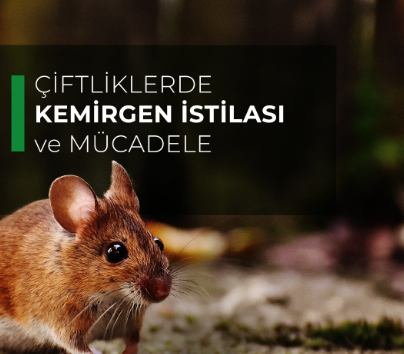 ÇİFTLİKLERDE
KEMİRGEN İSTİLASI
ve MÜCADELE